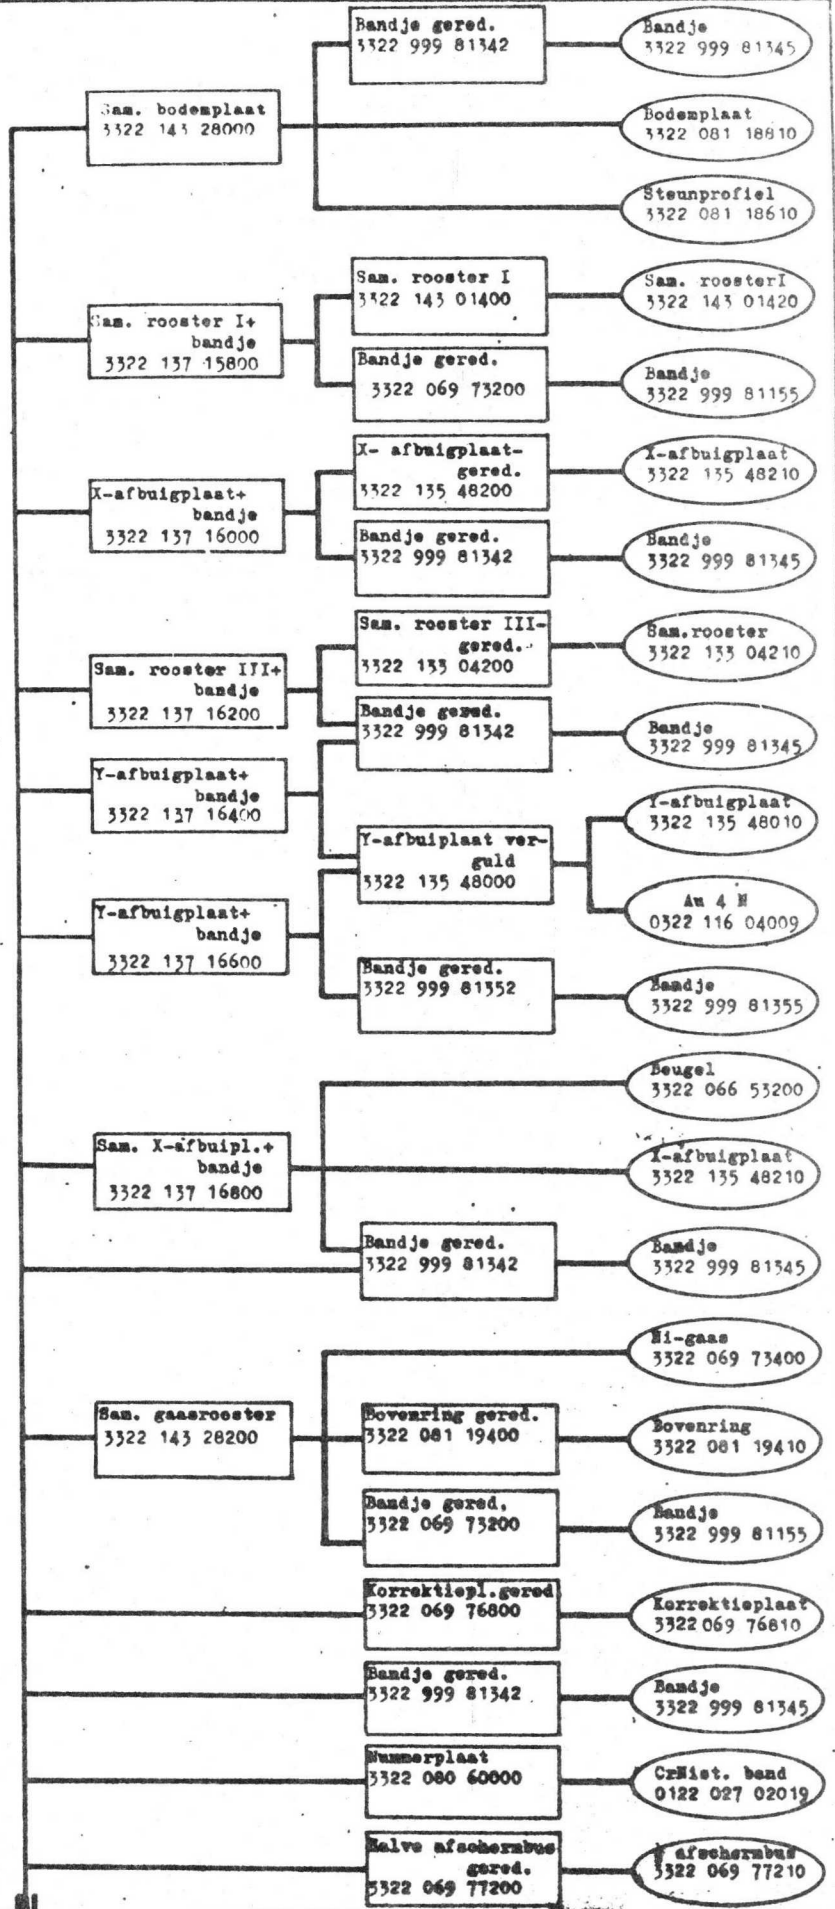 Bandje gered.
3322 999 81342
Bandje
3322 999 81345
Sam. bodemplaat
3322 143 28000
Bodemplaat
3322 081 18810
Steunprofiel
3322 081 18610
Sam. rooster I
3322 143 01400
Sam. roosterI
3322 143 01420
Sam. rooster I+
bandje
3322 137 15800
Bandje gered.
3322 069 73200
Bandje
3322 999 81155
X- afbuigplaat-
gered.
3322 135 48200
X-afbuigplaat
3322 135 48210
X-afbuigplaat+
bandje
3322 137 16000
Bandje gered.
3322 999 81342
Bandje
3322 999 81345
Sam. rooster III-
gered.
3322 133 04200
Sam.rooster
3322 133 04210
Sam. rooster III+
bandje
3322 137 16200
Bandje gered.
3322 999 81342
Bandje
3322 999 81345
Y-afbuigplaat+
bandje
3322 137 16400
Y-afbuigplaat
3322 135 48010
Y-afbuiplaat ver-
guld
3322 135 48000
Au 4 N
0322 116 04009
Y-afbuigplaat+
bandje
3322 137 16600
Bandje gered.
3322 999 81352
Bandje
3322 999 81355
Beugel
3322 066 53200
Sam. X-afbuipl.+
bandje
3322 137 16800
X-afbuigplaat
3322 135 48210
Bandje gered.
3322 999 81342
Bandje
3322 999 81345
Ni-gaas
3322 069 73400
Sam. gaasrooster
3322 143 28200
Bovenring gered.
3322 081 19400
Bovenring
3322 081 19410
Bandje gered.
3322 069 73200
Bandje
3322 999 81155
Korrektiepl.gered
3322 069 76800
Korrektieplaat
3322 069 76810
Bandje gered.
3322 999 81342
Bandje
3322 999 81345
Nummerplaat
3322 080 60000
CrNist. band
0122 027 02019
Halve afschermbus
gered.
3322 069 77200
afschermbus
3322 069 77210